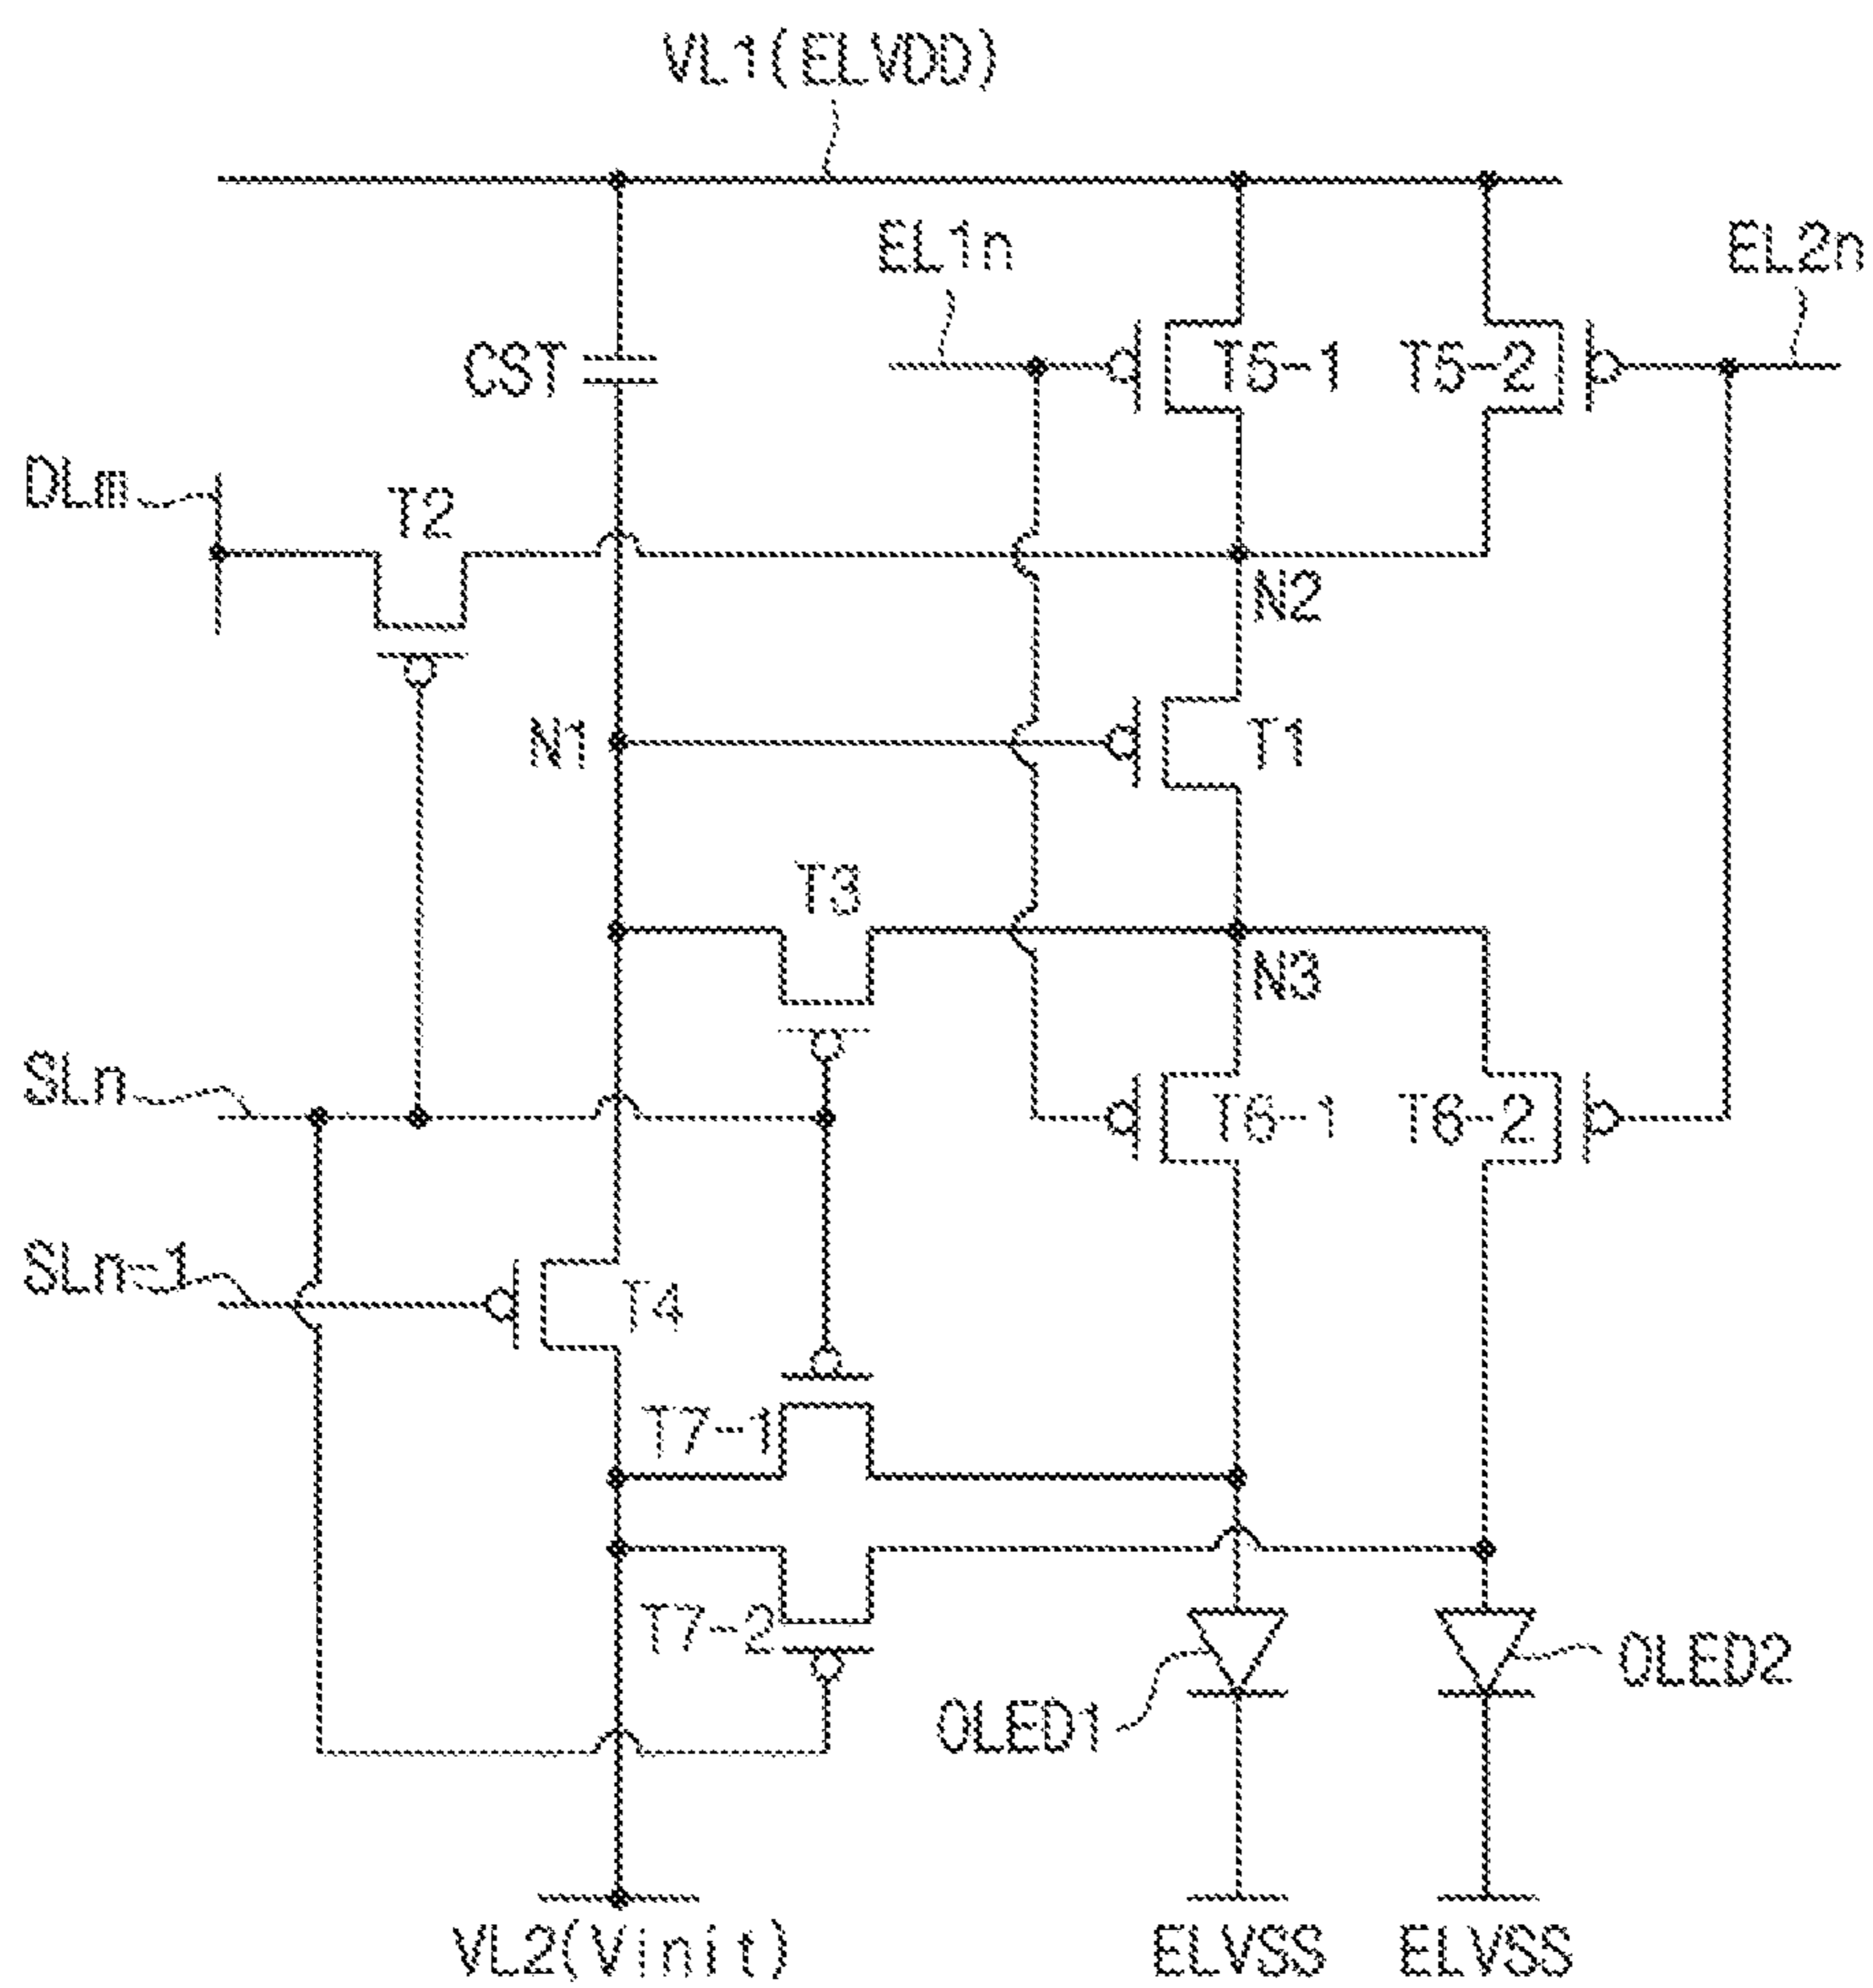 VL1(ELVDD)
EL1n
EL2n
CST
T5-1
T5-2
DLm
T2
N2
N1
T1
T3
N3
SLn
T6-1
T6-2
SLn-1
T4
T7-1
T7-2
OLED1
OLED2
VL2(Vinit)
ELVSS
ELVSS